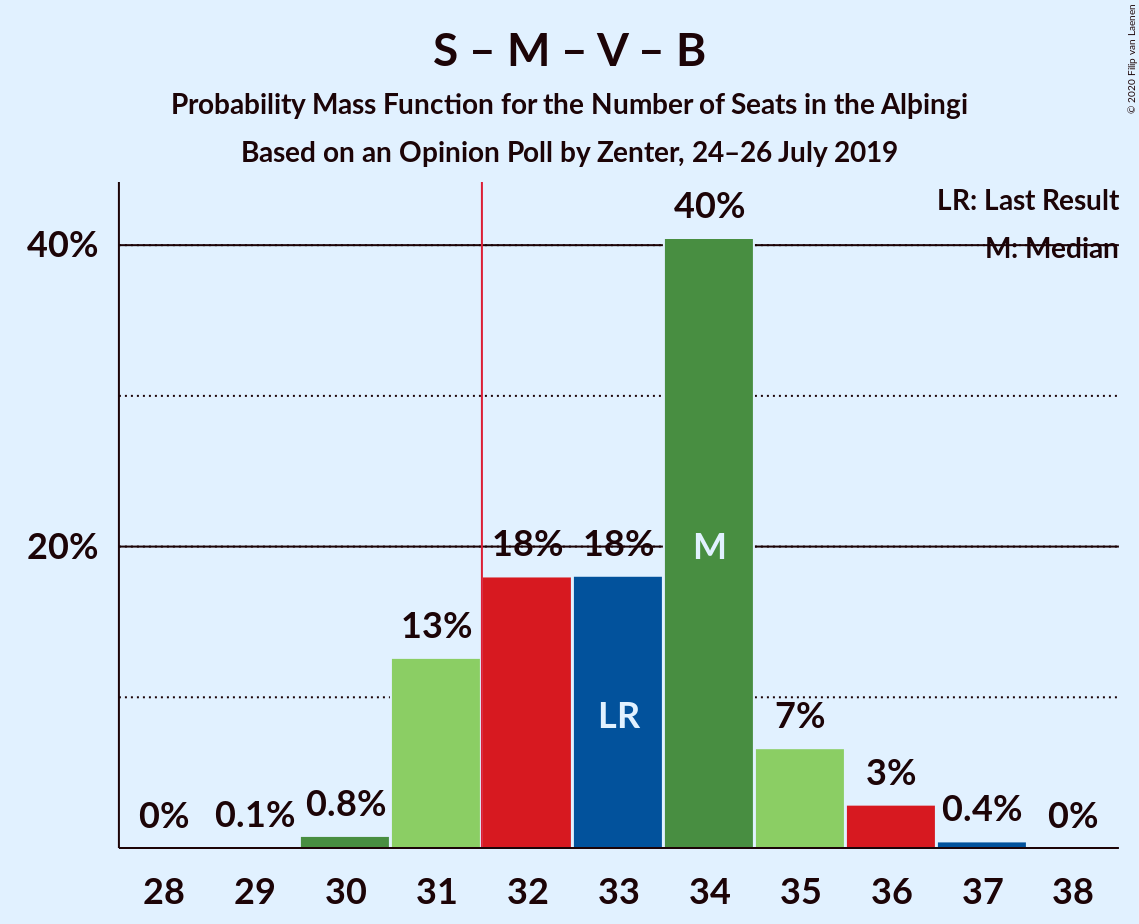 S – M – V – B
Probability Mass Function for the Number of Seats in the Alþingi
Based on an Opinion Poll by Zenter, 24–26 July 2019
© 2020 Filip van Laenen
LR: Last Result
M: Median
40%
20%
0% 0.1% 0.8% 13% 18% 18% 40% 7% 3% 0.4% 0%
LR M
28 29 30 31 32 33 34 35 36 37 38